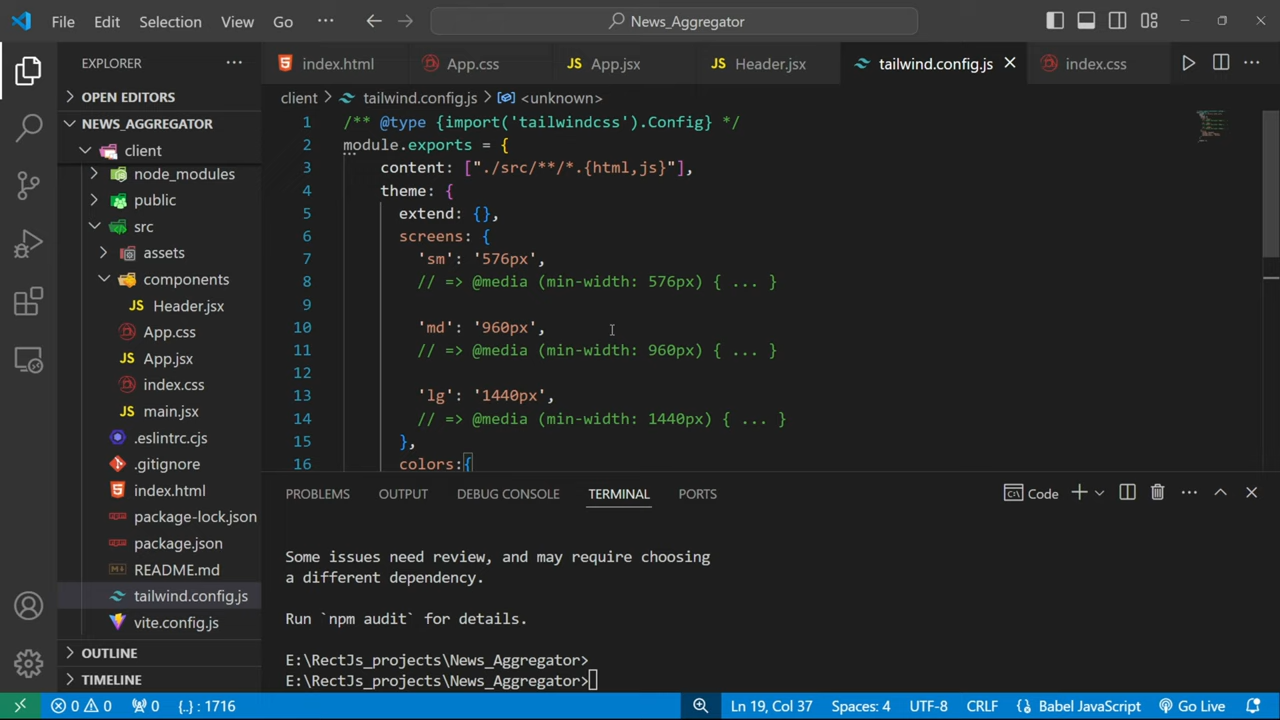 File Edit Selection View Go ··· News_Aggregator
EXPLORER ···
index.html App.css App.jsx Header.jsx tailwind.config.js index.css ···
OPEN EDITORS
NEWS_AGGREGATOR
client
node_modules
public
src
assets
components
Header.jsx
App.css
App.jsx
index.css
main.jsx
.eslintrc.cjs
.gitignore
index.html
package-lock.json
package.json
README.md
tailwind.config.js
vite.config.js
OUTLINE
TIMELINE
client > tailwind.config.js > <unknown>
1 /** @type {import('tailwindcss').Config} */
2 module.exports = {
3 content: ["./src/**/*.{html,js}"],
4 theme: {
5 extend: {},
6 screens: {
7 'sm': '576px',
8 // => @media (min-width: 576px) { ... }
9
10 'md': '960px',
11 // => @media (min-width: 960px) { ... }
12
13 'lg': '1440px',
14 // => @media (min-width: 1440px) { ... }
15 },
16 colors:{
PROBLEMS OUTPUT DEBUG CONSOLE TERMINAL PORTS Code ···
Some issues need review, and may require choosing
a different dependency.
Run `npm audit` for details.
E:\RectJs_projects\News_Aggregator>
E:\RectJs_projects\News_Aggregator>
0 0 0 {..} : 1716 Ln 19, Col 37 Spaces: 4 UTF-8 CRLF Babel JavaScript Go Live